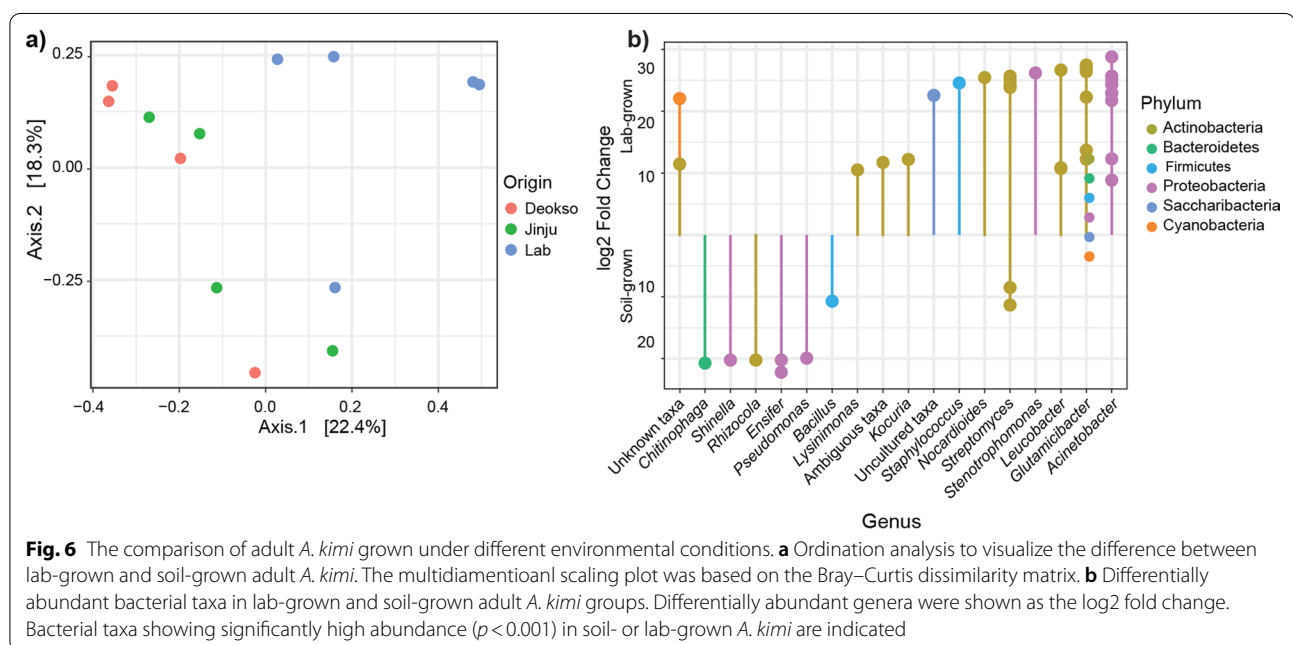 a)
0.25
0.00
−0.25
Axis.2 [18.3%]
−0.4
−0.2
0.0
0.2
0.4
Axis.1 [22.4%]
Origin
Deokso
Jinju
Lab
b)
30
20
10
10
20
Lab-grown
log2 Fold Change
Soil-grown
Unknown taxa
Chitinophaga
Shinella
Rhizocola
Ensifer
Pseudomonas
Bacillus
Lysinimonas
Ambiguous taxa
Kocuria
Uncultured taxa
Staphylococcus
Nocardioides
Streptomyces
Stenotrophomonas
Leucobacter
Glutamicibacter
Acinetobacter
Genus
Phylum
Actinobacteria
Bacteroidetes
Firmicutes
Proteobacteria
Saccharibacteria
Cyanobacteria
Fig. 6 The comparison of adult A. kimi grown under different environmental conditions. a Ordination analysis to visualize the difference between
lab-grown and soil-grown adult A. kimi. The multidiamentioanl scaling plot was based on the Bray–Curtis dissimilarity matrix. b Differentially
abundant bacterial taxa in lab-grown and soil-grown adult A. kimi groups. Differentially abundant genera were shown as the log2 fold change.
Bacterial taxa showing significantly high abundance (p < 0.001) in soil- or lab-grown A. kimi are indicated